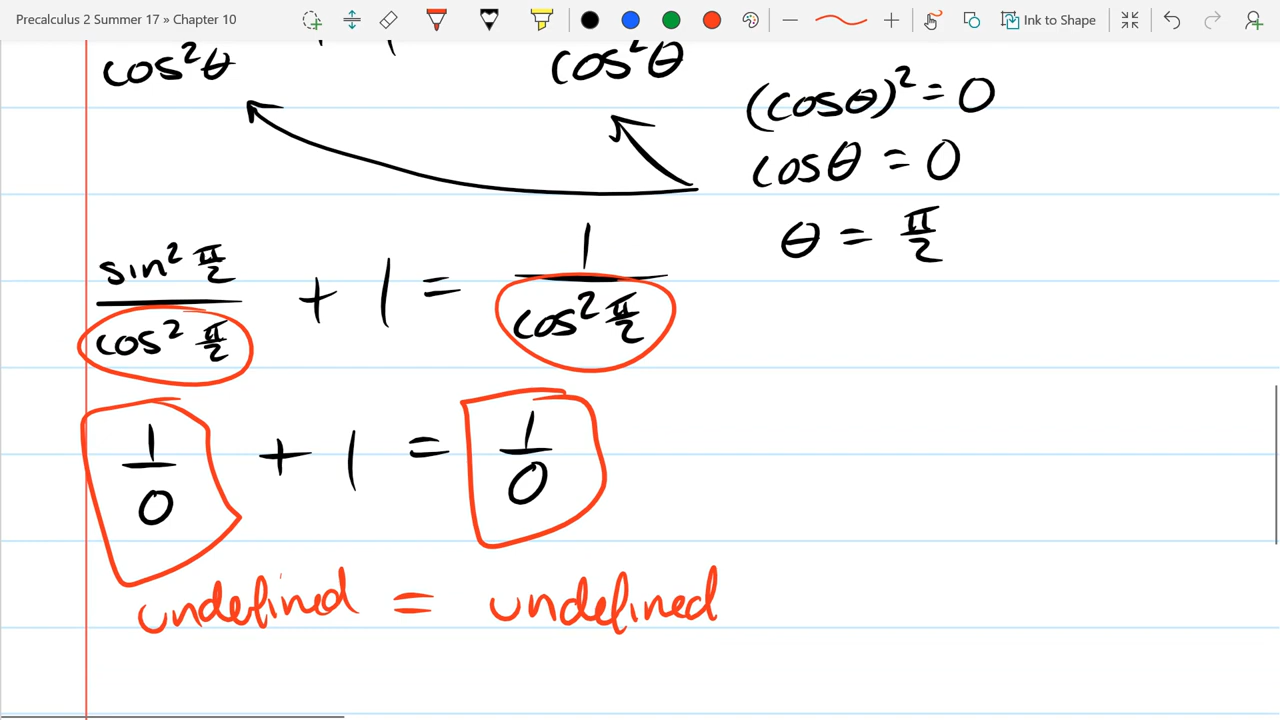 Precalculus 2 Summer 17 » Chapter 10
Ink to Shape
cos²θ + 1 cos²θ
(cosθ)² = 0
cosθ = 0
θ = π/2
sin² π/2 / cos² π/2 + 1 = 1 / cos² π/2
1/0 + 1 = 1/0
undefined = undefined